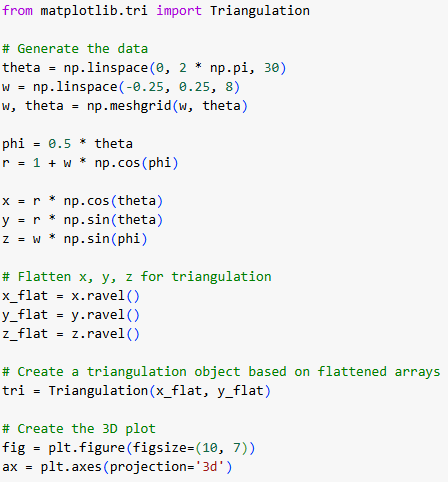 from matplotlib.tri import Triangulation
# Generate the data
theta = np.linspace(0, 2 * np.pi, 30)
w = np.linspace(-0.25, 0.25, 8)
w, theta = np.meshgrid(w, theta)
phi = 0.5 * theta
r = 1 + w * np.cos(phi)
x = r * np.cos(theta)
y = r * np.sin(theta)
z = w * np.sin(phi)
# Flatten x, y, z for triangulation
x_flat = x.ravel()
y_flat = y.ravel()
z_flat = z.ravel()
# Create a triangulation object based on flattened arrays
tri = Triangulation(x_flat, y_flat)
# Create the 3D plot
fig = plt.figure(figsize=(10, 7))
ax = plt.axes(projection='3d')